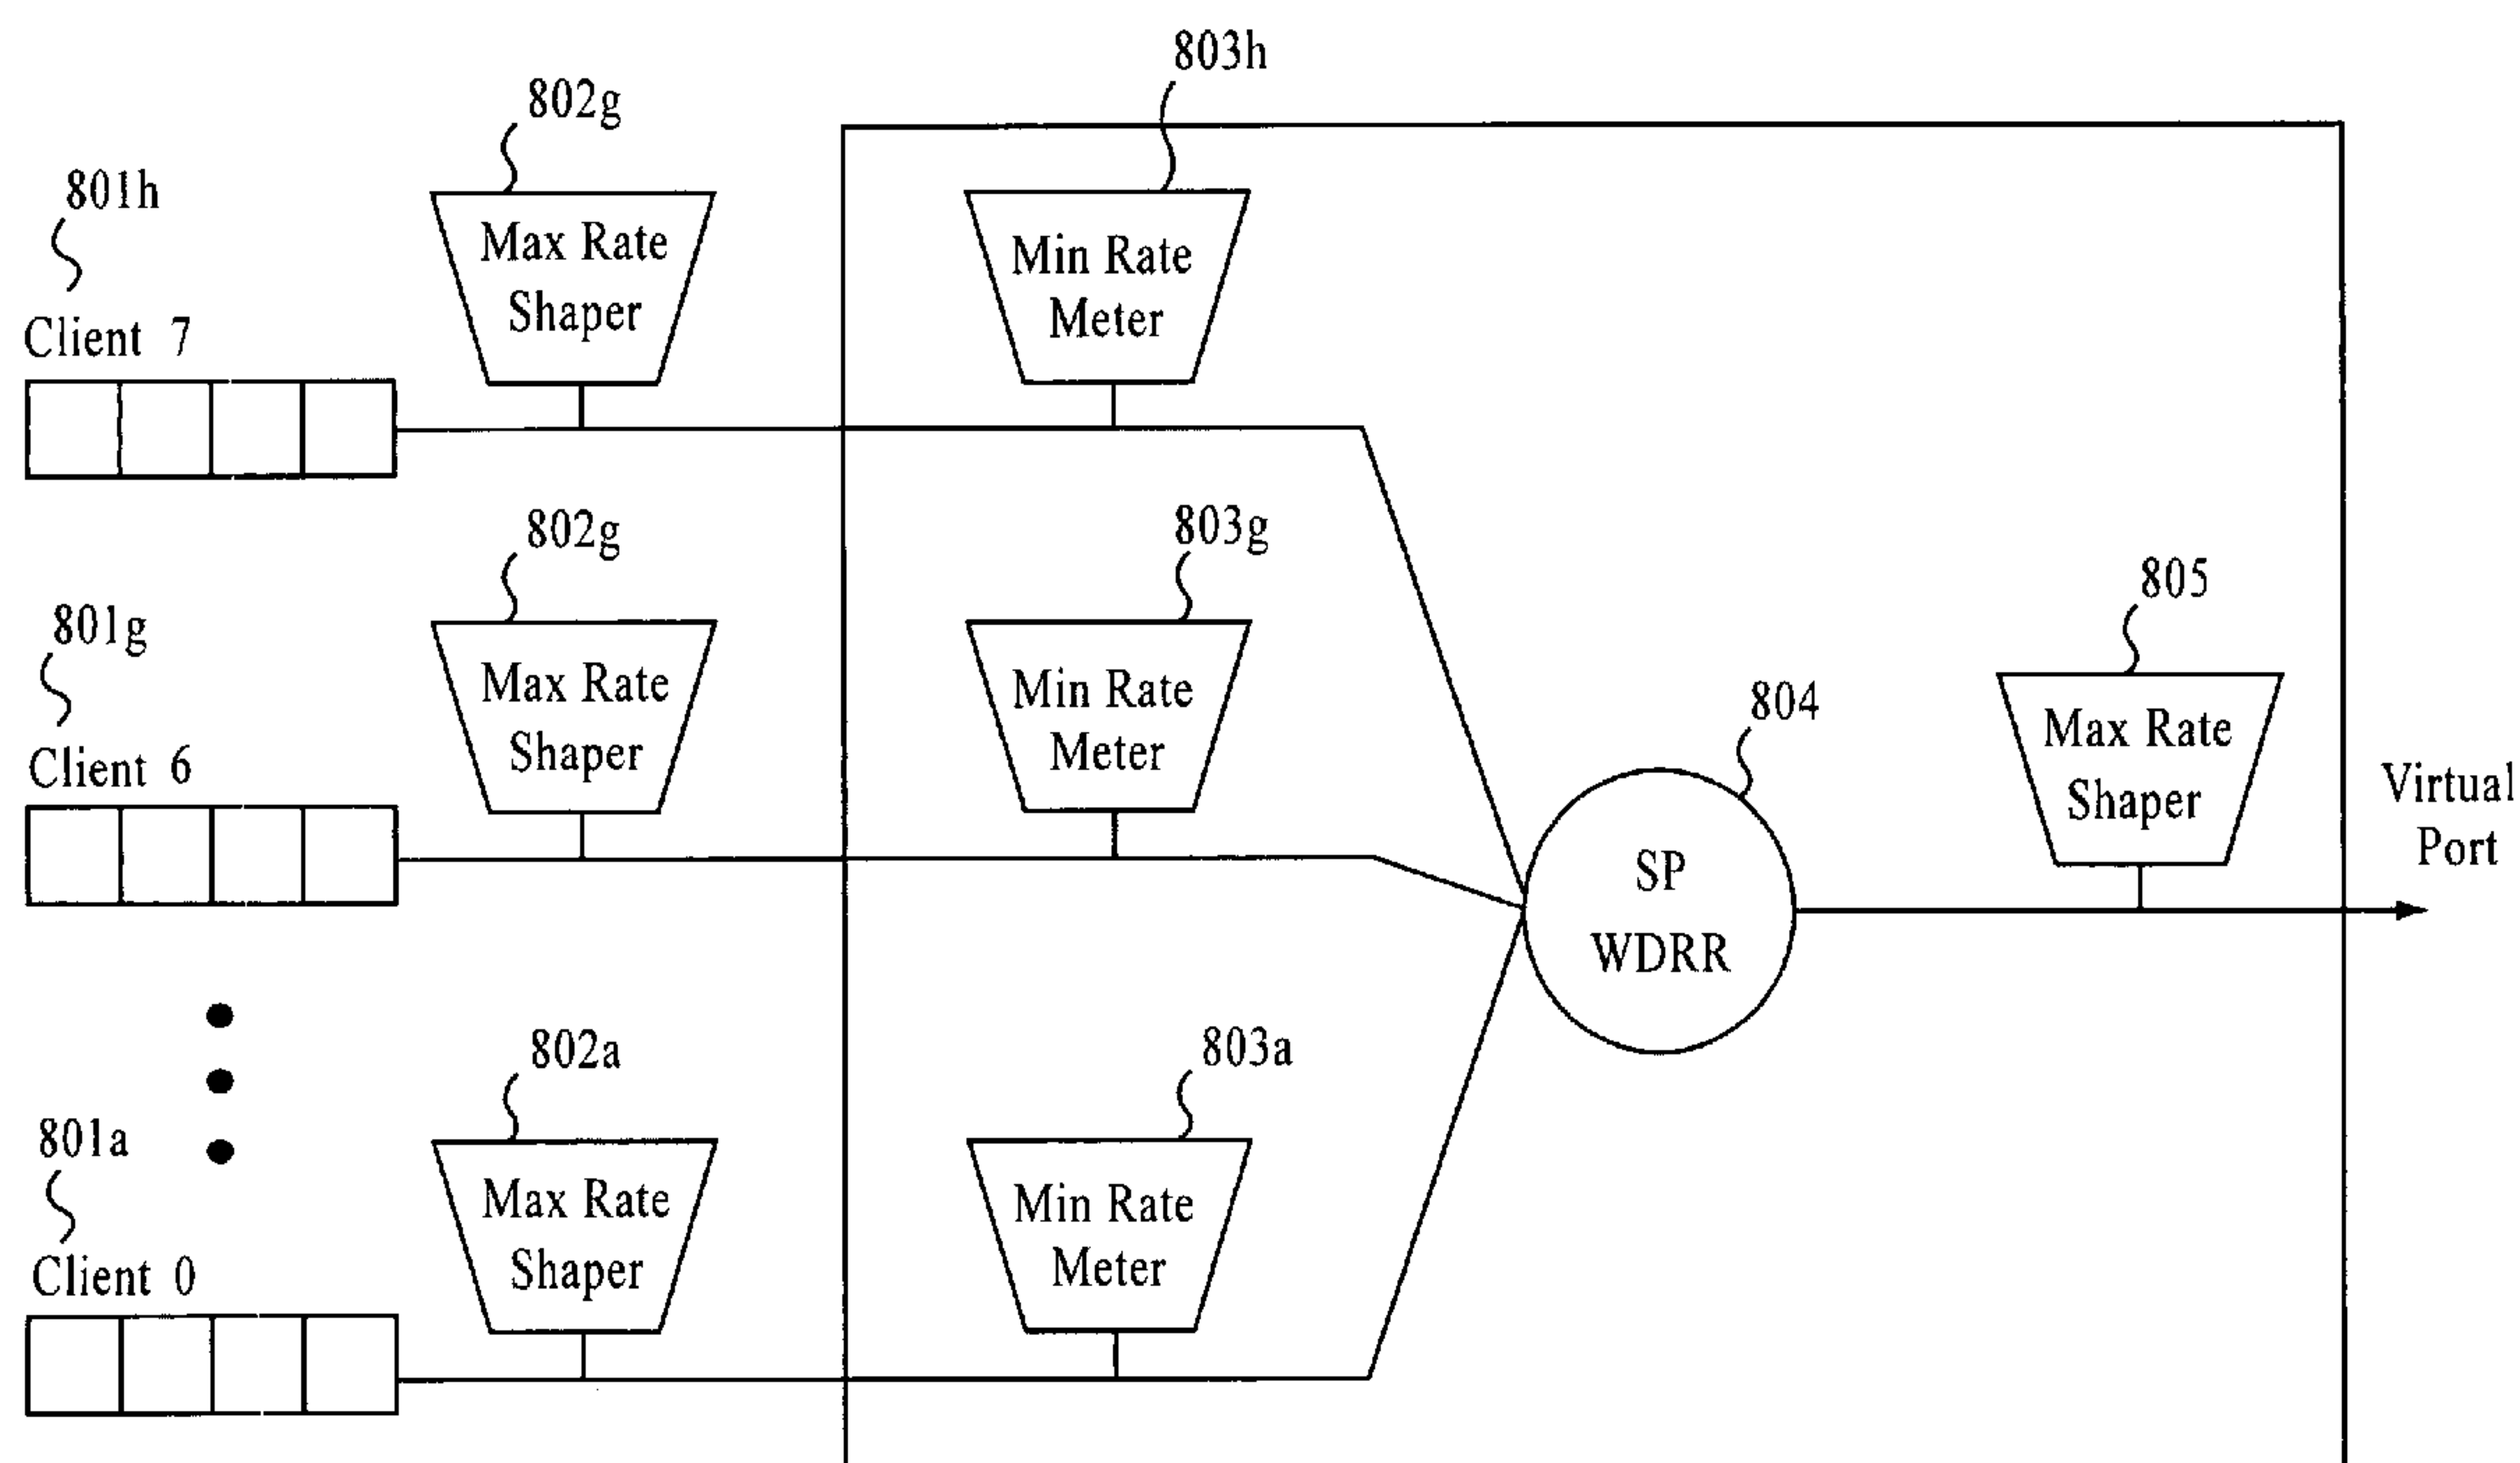 803h
802g
801h
Max Rate
Shaper
Min Rate
Meter
Client 7
802g
803g
801g
Max Rate
Shaper
Min Rate
Meter
805
804
Max Rate
Shaper
Client 6
Virtual
Port
SP
WDRR
802a
803a
801a
Max Rate
Shaper
Min Rate
Meter
Client 0